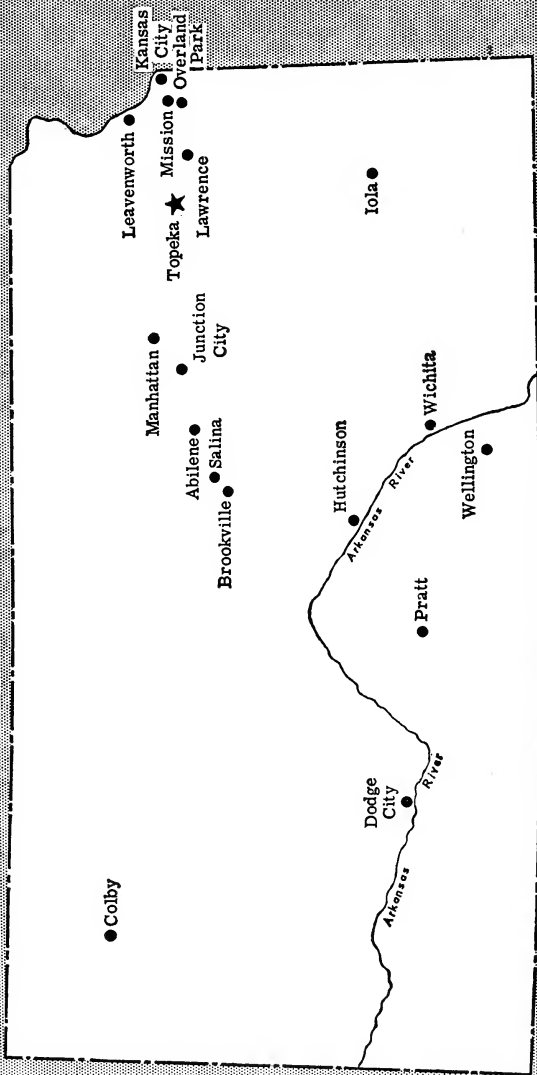 Colby
Dodge
City
Arkansas
River
Pratt
Hutchinson
Arkansas
River
Wichita
Wellington
Brookville
Salina
Abilene
Junction
City
Manhattan
Topeka
Lawrence
Leavenworth
Mission
Kansas
City
Overland
Park
Iola